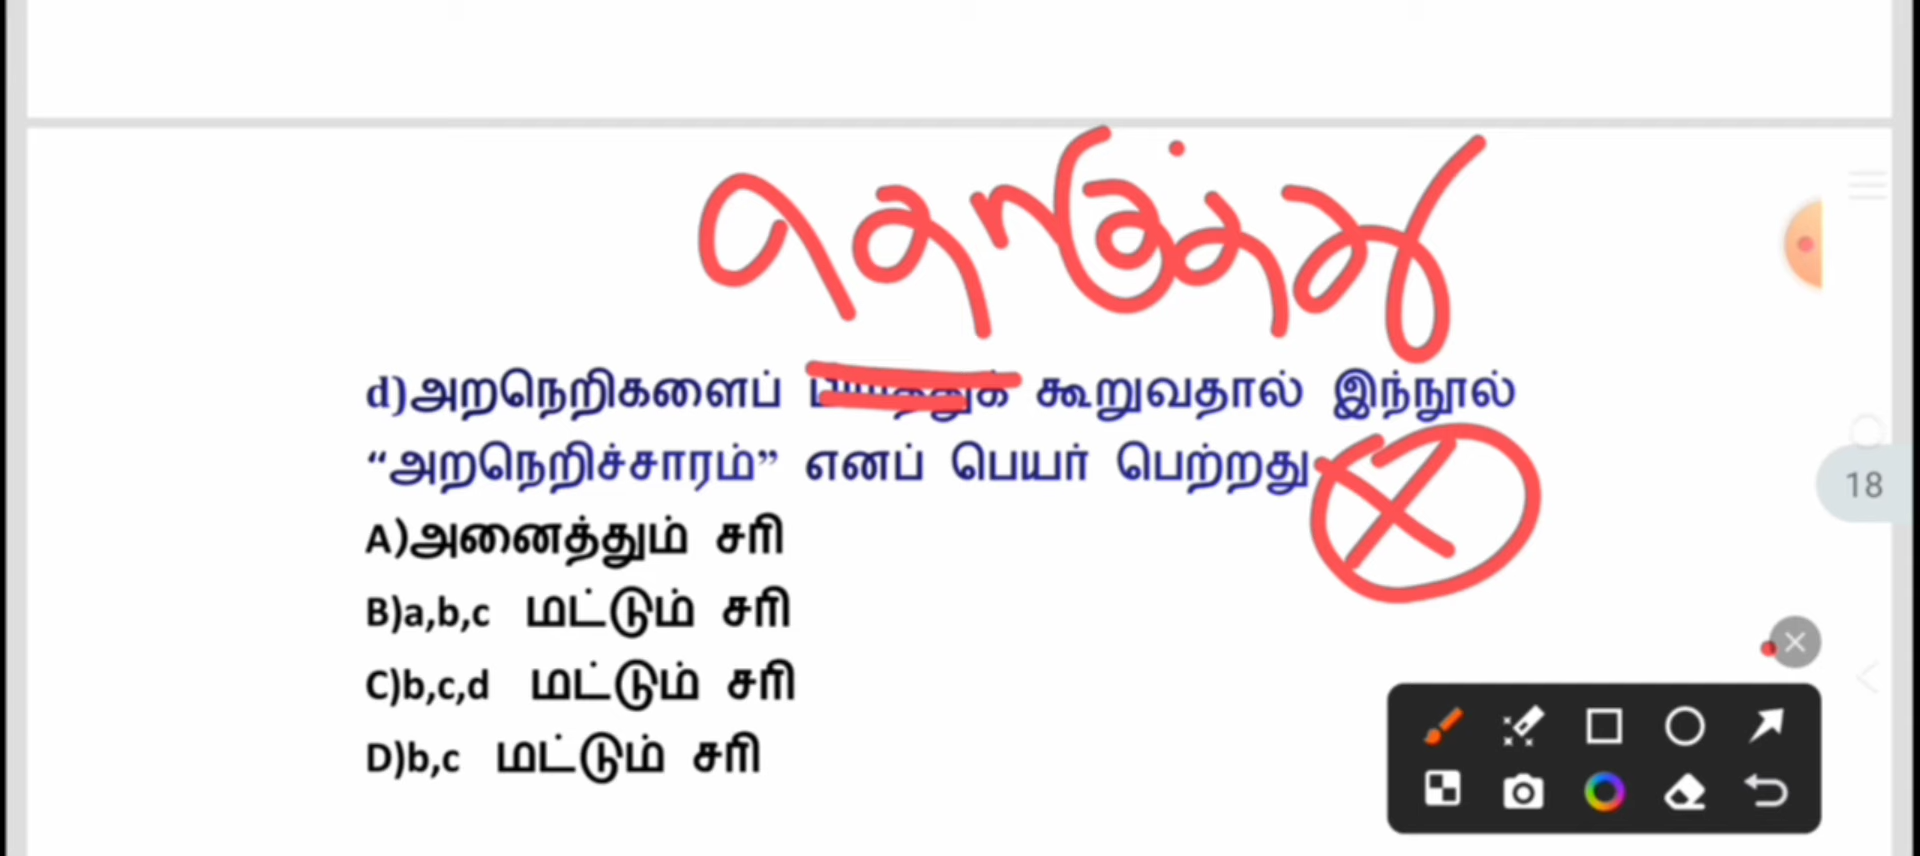 தொகுத்து
d)அறநெறிகளைப் கூறுவதால் இந்நூல்
“அறநெறிச்சாரம்” எனப் பெயர் பெற்றது
A)அனைத்தும் சரி
B)a,b,c மட்டும் சரி
C)b,c,d மட்டும் சரி
D)b,c மட்டும் சரி
18